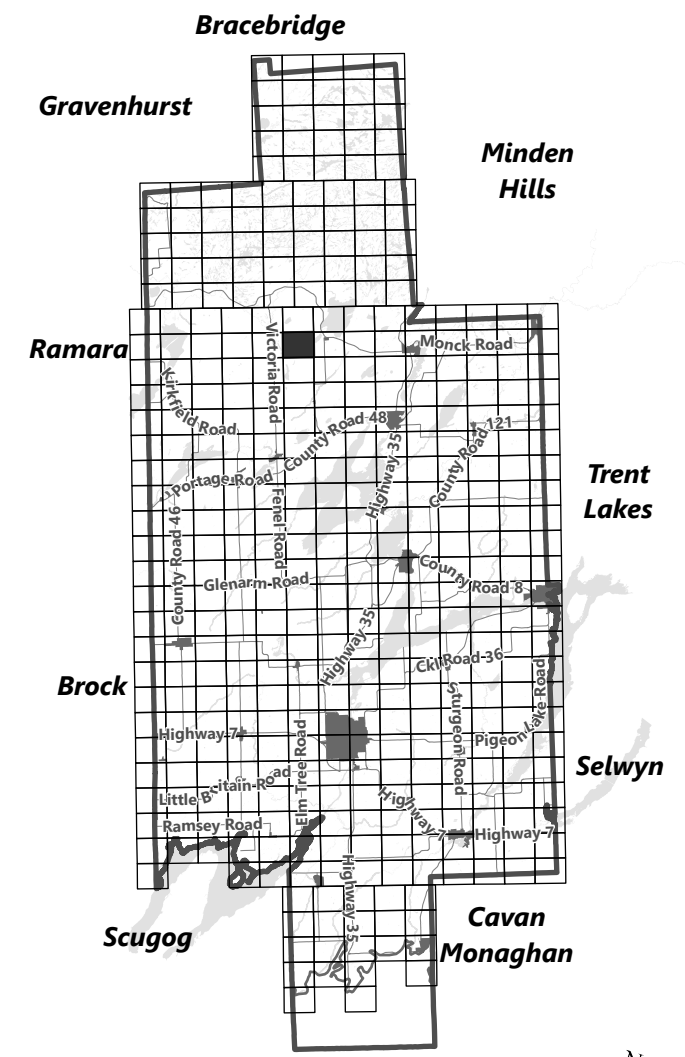 Bracebridge
Gravenhurst
Minden
Hills
Ramara
Victoria Road
Monck Road
Kirkfield Road
County Road 48
Highway 35
County Road 121
Portage Road
Trent
Lakes
County Road 46
Fenel Road
Glenarm Road
County Road 8
Highway 35
Ckl Road 36
Brock
Sturgeon Road
Pigeon Lake Road
Highway 7
Elm Tree Road
Selwyn
Little Britain Road
Highway 7
Highway 7
Ramsey Road
Highway 35
Scugog
Cavan
Monaghan
N